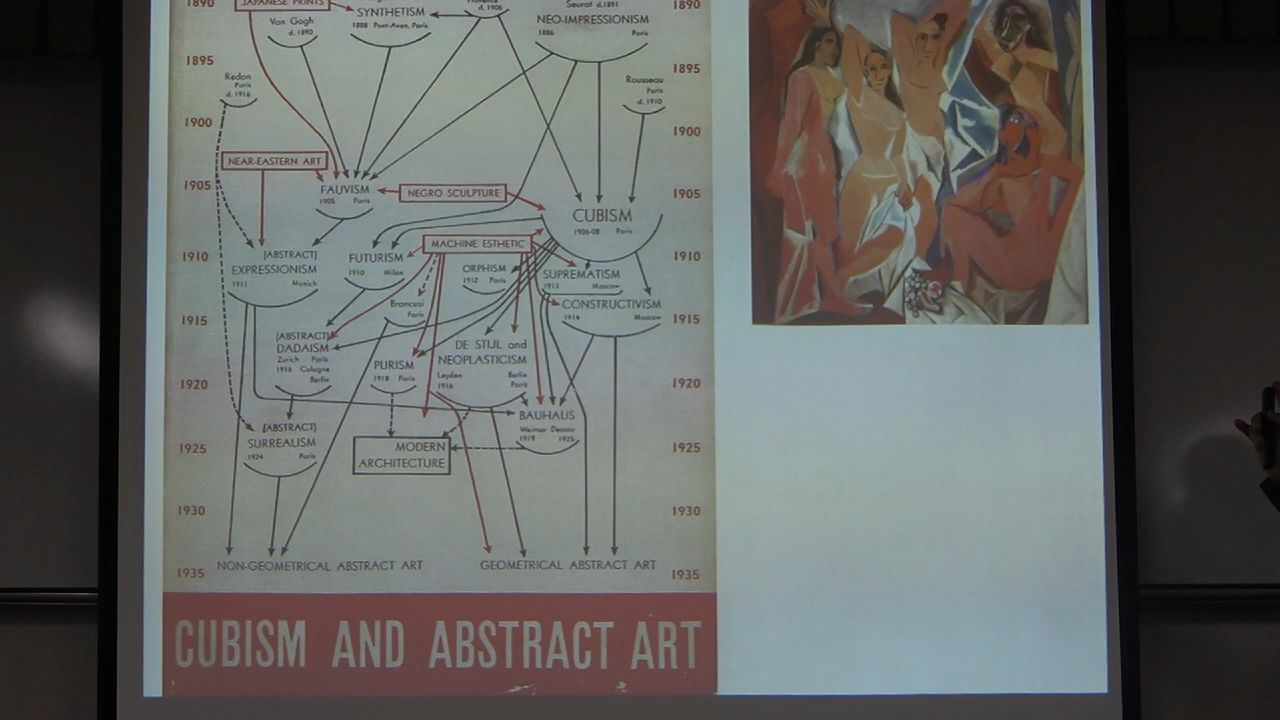 1890
JAPANESE PRINTS
SYNTHETISM
1888 Pont-Aven, Paris
Provence
d. 1906
Seurat d.1891
NEO-IMPRESSIONISM
1886 Paris
1890
Van Gogh
d. 1890
1895
1895
Redon
Paris
d. 1916
Rousseau
Paris
d. 1910
1900
1900
NEAR-EASTERN ART
1905
FAUVISM
1905 Paris
NEGRO SCULPTURE
1905
CUBISM
1906-08 Paris
MACHINE ESTHETIC
1910
(ABSTRACT)
EXPRESSIONISM
1911 Munich
FUTURISM
1910 Milan
ORPHISM
1912 Paris
SUPREMATISM
1913 Moscow
1910
Brancusi
Paris
CONSTRUCTIVISM
1914 Moscow
1915
1915
(ABSTRACT)
DADAISM
Zurich Paris
1916 Cologne
Berlin
PURISM
1918 Paris
DE STIJL and
NEOPLASTICISM
Leyden Berlin
1916 Paris
1920
1920
BAUHAUS
Weimar Dessau
1919 1925
(ABSTRACT)
SURREALISM
1924 Paris
MODERN
ARCHITECTURE
1925
1925
1930
1930
1935
NON-GEOMETRICAL ABSTRACT ART
GEOMETRICAL ABSTRACT ART
1935
CUBISM AND ABSTRACT ART